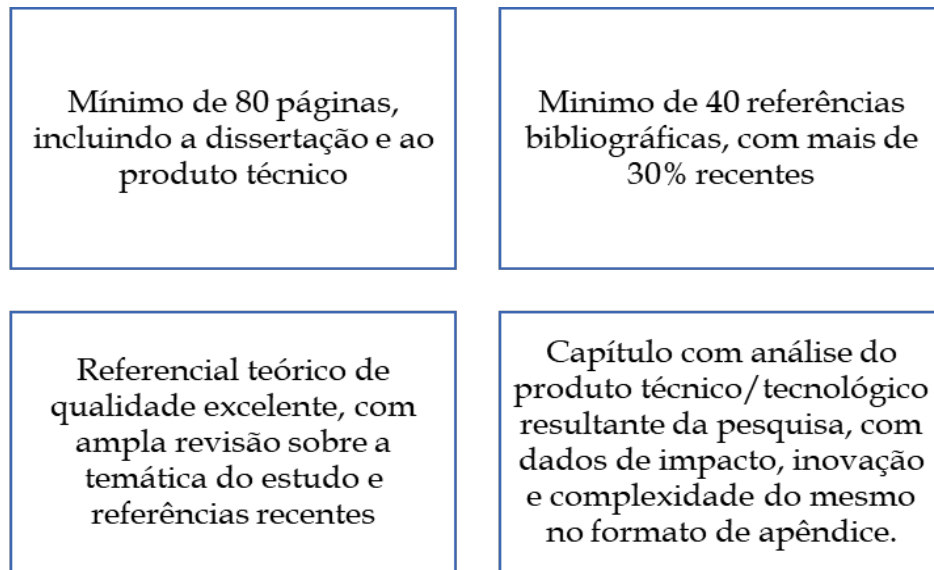 Mínimo de 80 páginas,
incluindo a dissertação e ao
produto técnico
Minimo de 40 referências
bibliográficas, com mais de
30% recentes
Referencial teórico de
qualidade excelente, com
ampla revisão sobre a
temática do estudo e
referências recentes
Capítulo com análise do
produto técnico/tecnológico
resultante da pesquisa, com
dados de impacto, inovação
e complexidade do mesmo
no formato de apêndice.